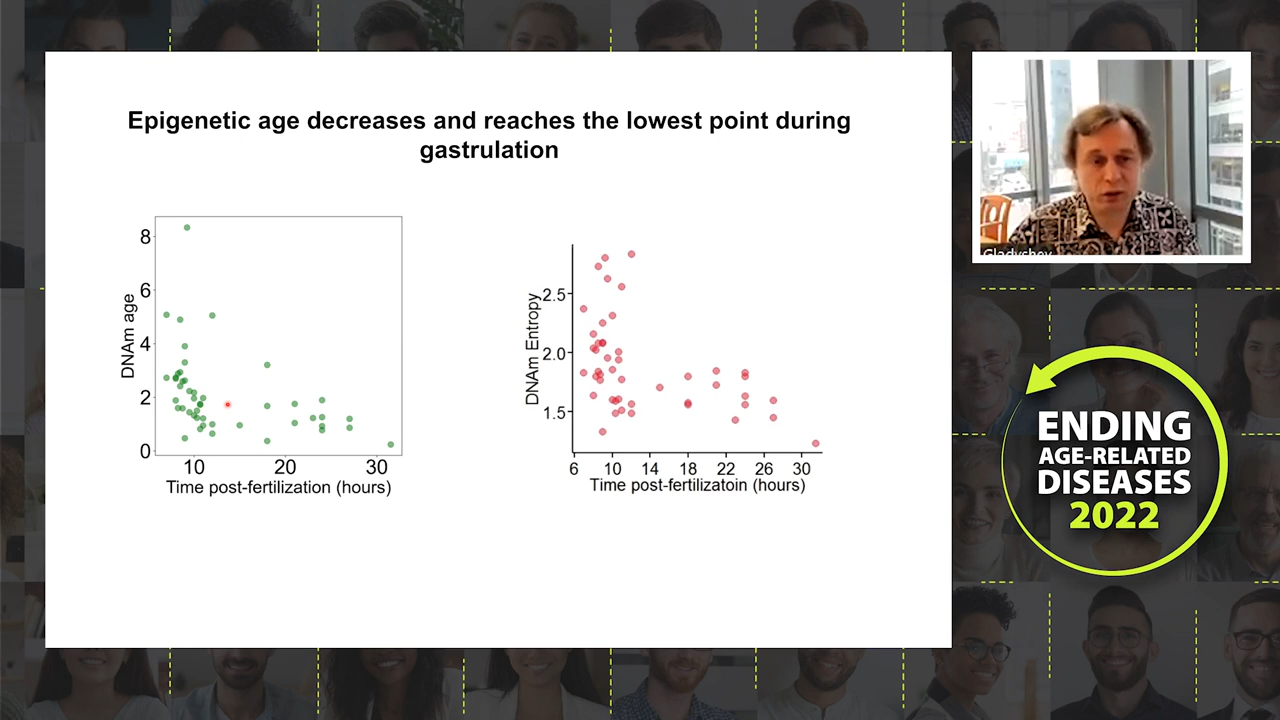 Epigenetic age decreases and reaches the lowest point during
gastrulation
8
6
4
2
0
DNAm age
10 20 30
Time post-fertilization (hours)
2.5
2.0
1.5
DNAm Entropy
6 10 14 18 22 26 30
Time post-fertilizatoin (hours)
Gladyshev
ENDING
AGE-RELATED
DISEASES
2022